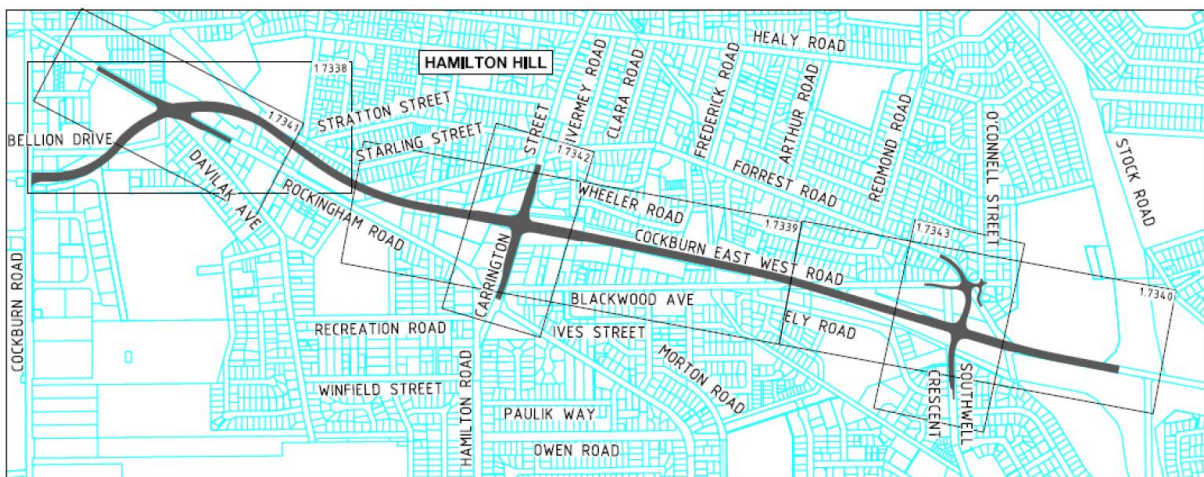 HEALY ROAD
HAMILTON HILL
1.7338
1.7341
STRATTON STREET
STARLING STREET
BELLION DRIVE
DAVILAK AVE
ROCKINGHAM ROAD
COCKBURN ROAD
STREET
CARRINGTON
1.7342
IVERMEY ROAD
CLARA ROAD
FREDERICK ROAD
ARTHUR ROAD
REDMOND ROAD
O'CONNELL STREET
STOCK ROAD
FORREST ROAD
WHEELER ROAD
1.7339
COCKBURN EAST WEST ROAD
1.7343
1.7340
BLACKWOOD AVE
ELY ROAD
RECREATION ROAD
IVES STREET
MORTON ROAD
WINFIELD STREET
HAMILTON ROAD
PAULIK WAY
OWEN ROAD
SOUTHWELL
CRESCENT